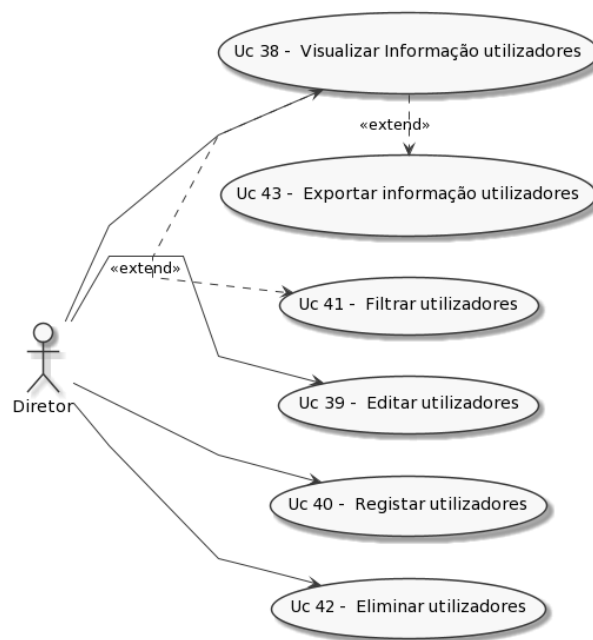 Uc 38 -  Visualizar Informação utilizadores
«extend»
Uc 43 -  Exportar informação utilizadores
«extend»
Uc 41 -  Filtrar utilizadores
Diretor
Uc 39 -  Editar utilizadores
Uc 40 -  Registar utilizadores
Uc 42 -  Eliminar utilizadores